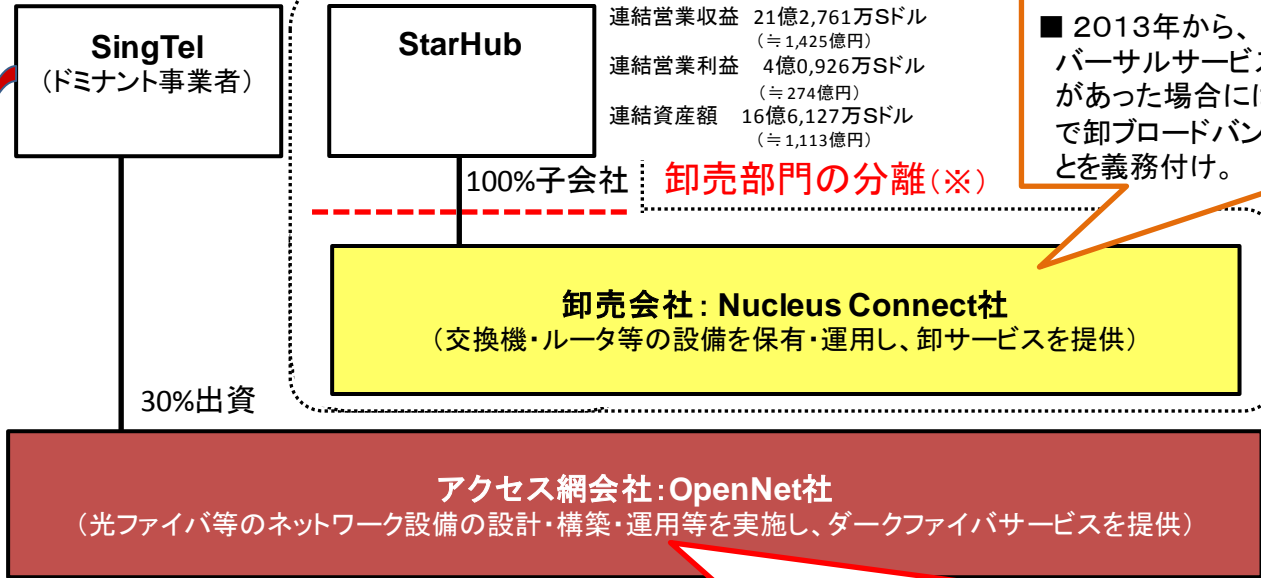 SingTel
（ドミナント事業者）
StarHub
連結営業収益 21億2,761万Sドル
（≒1,425億円）
連結営業利益 4億0,926万Sドル
（≒274億円）
連結資産額 16億6,127万Sドル
（≒1,113億円）
■ 2013年から、
バーサルサービス
があった場合には
で卸ブロードバン
とを義務付け。
100%子会社
卸売部門の分離(※)
卸売会社：Nucleus Connect社
（交換機・ルータ等の設備を保有・運用し、卸サービスを提供）
30%出資
アクセス網会社：OpenNet社
（光ファイバ等のネットワーク設備の設計・構築・運用等を実施し、ダークファイバサービスを提供）